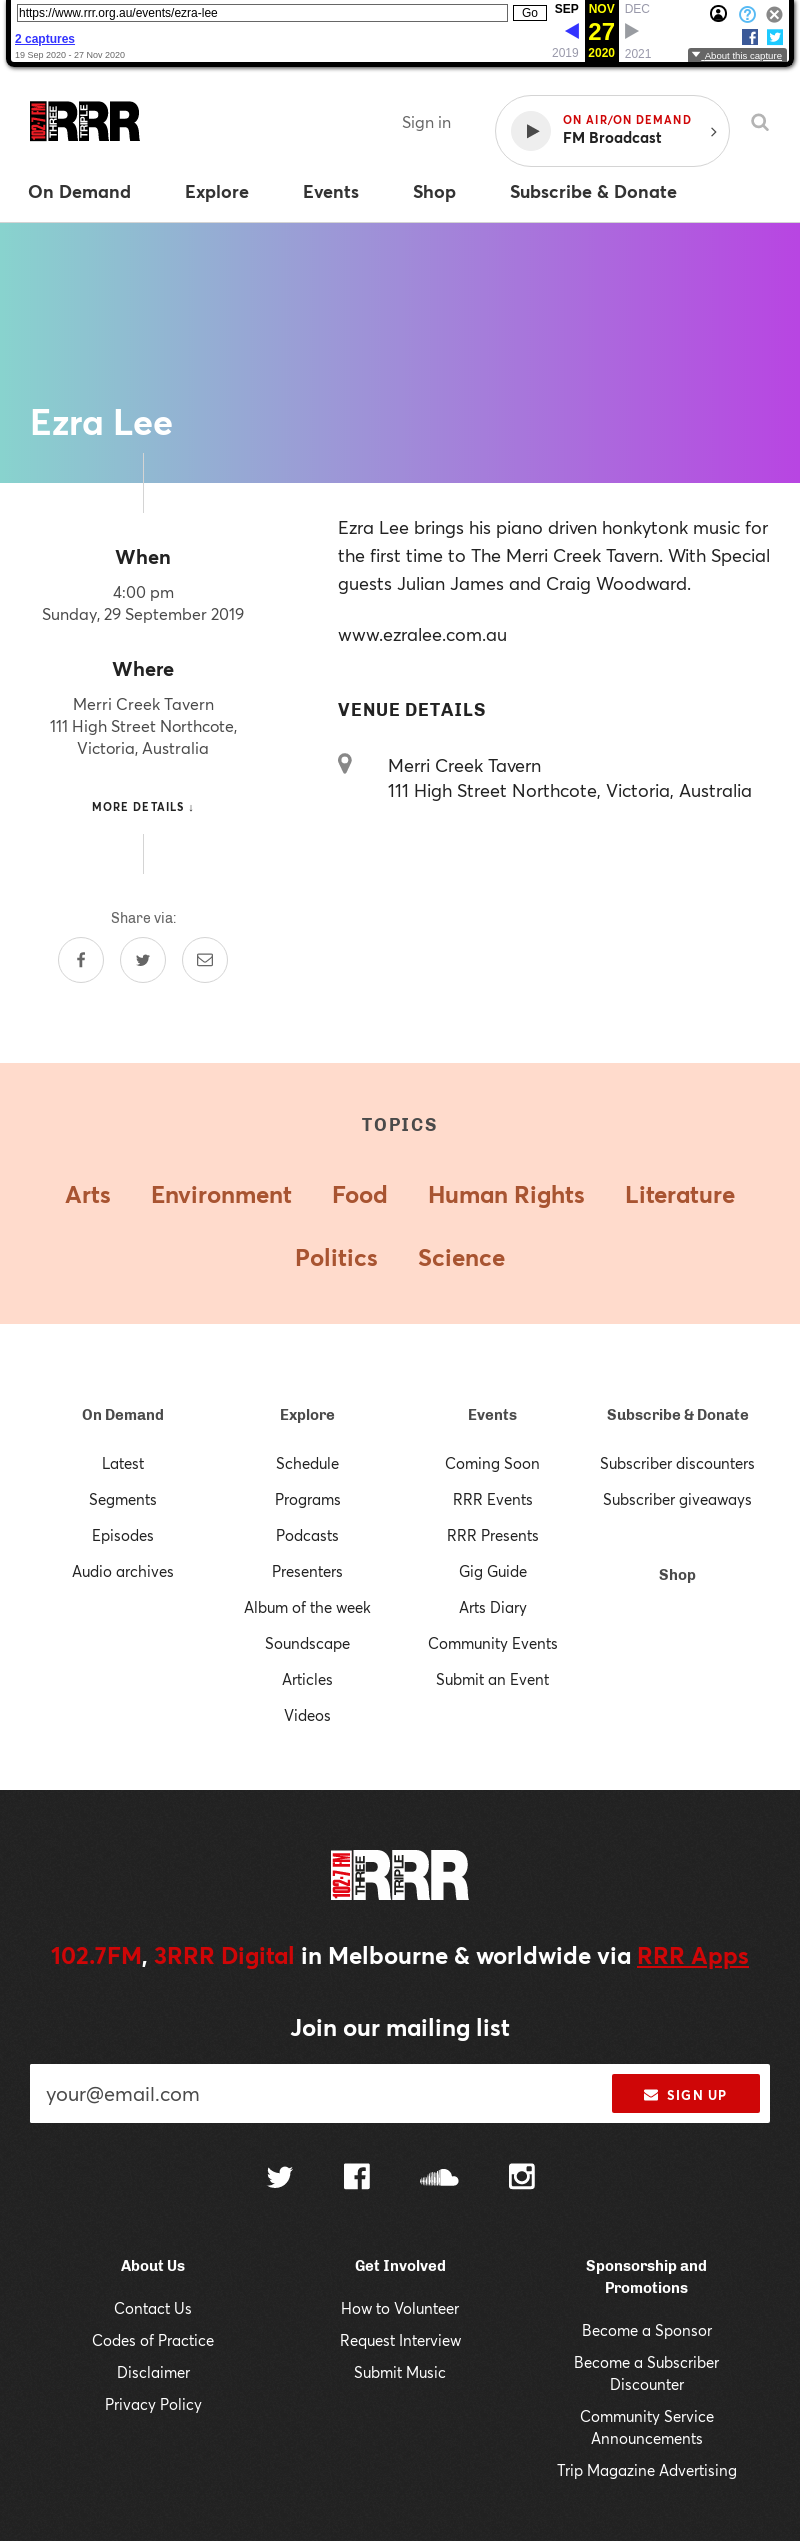 https://www.rrr.org.au/events/ezra-lee Go SEP NOV DEC
27
2 captures
19 Sep 2020 - 27 Nov 2020 2019 2020 2021 About this capture
102·7 FM THREE TRIPLE RRR
Sign in
ON AIR/ON DEMAND
FM Broadcast
On Demand Explore Events Shop Subscribe & Donate
Ezra Lee
When
4:00 pm
Sunday, 29 September 2019
Where
Merri Creek Tavern
111 High Street Northcote,
Victoria, Australia
MORE DETAILS ↓
Share via:
Ezra Lee brings his piano driven honkytonk music for
the first time to The Merri Creek Tavern. With Special
guests Julian James and Craig Woodward.
www.ezralee.com.au
VENUE DETAILS
Merri Creek Tavern
111 High Street Northcote, Victoria, Australia
TOPICS
Arts Environment Food Human Rights Literature
Politics Science
On Demand
Latest
Segments
Episodes
Audio archives
Explore
Schedule
Programs
Podcasts
Presenters
Album of the week
Soundscape
Articles
Videos
Events
Coming Soon
RRR Events
RRR Presents
Gig Guide
Arts Diary
Community Events
Submit an Event
Subscribe & Donate
Subscriber discounters
Subscriber giveaways
Shop
102·7 FM THREE TRIPLE RRR
102.7FM, 3RRR Digital in Melbourne & worldwide via RRR Apps
Join our mailing list
your@email.com SIGN UP
About Us
Contact Us
Codes of Practice
Disclaimer
Privacy Policy
Get Involved
How to Volunteer
Request Interview
Submit Music
Sponsorship and
Promotions
Become a Sponsor
Become a Subscriber
Discounter
Community Service
Announcements
Trip Magazine Advertising